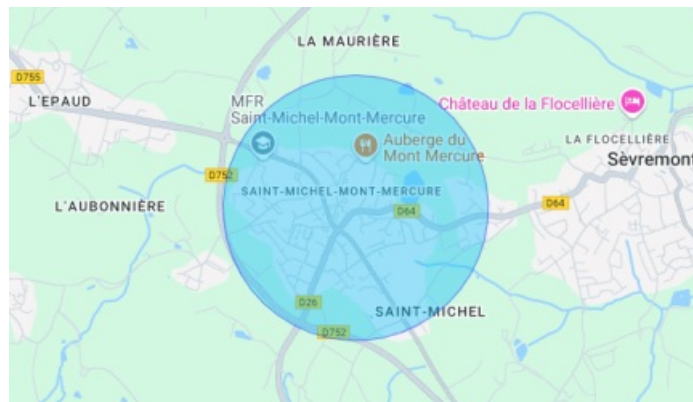 LA MAURIÈRE
D755
L'EPAUD
MFR
Saint-Michel-Mont-Mercure
Château de la Flocellière
Auberge du
Mont Mercure
LA FLOCELLIÈRE
Sèvremont
D752
SAINT-MICHEL-MONT-MERCURE
L'AUBONNIÈRE
D64
D64
D26
SAINT-MICHEL
D752